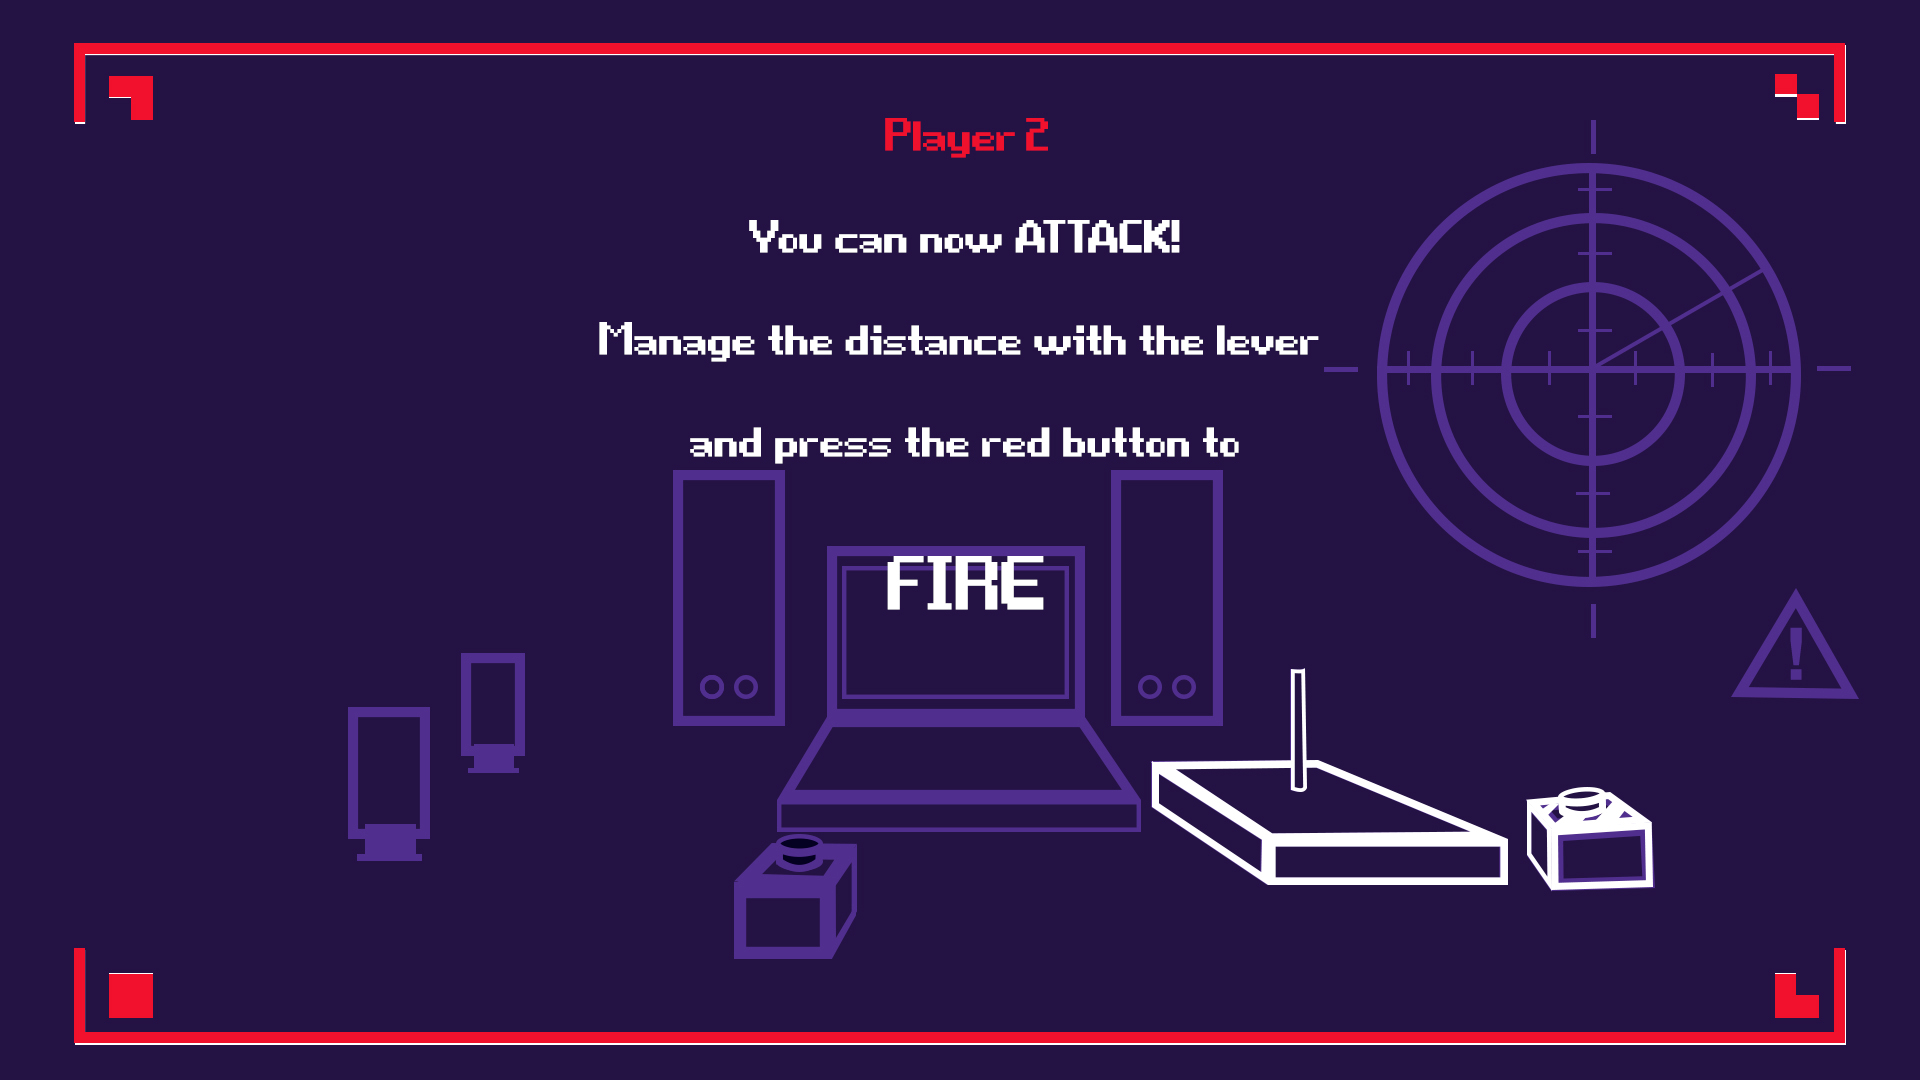 Player 2
You can now ATTACK!
Manage the distance with the lever
and press the red button to
FIRE
!